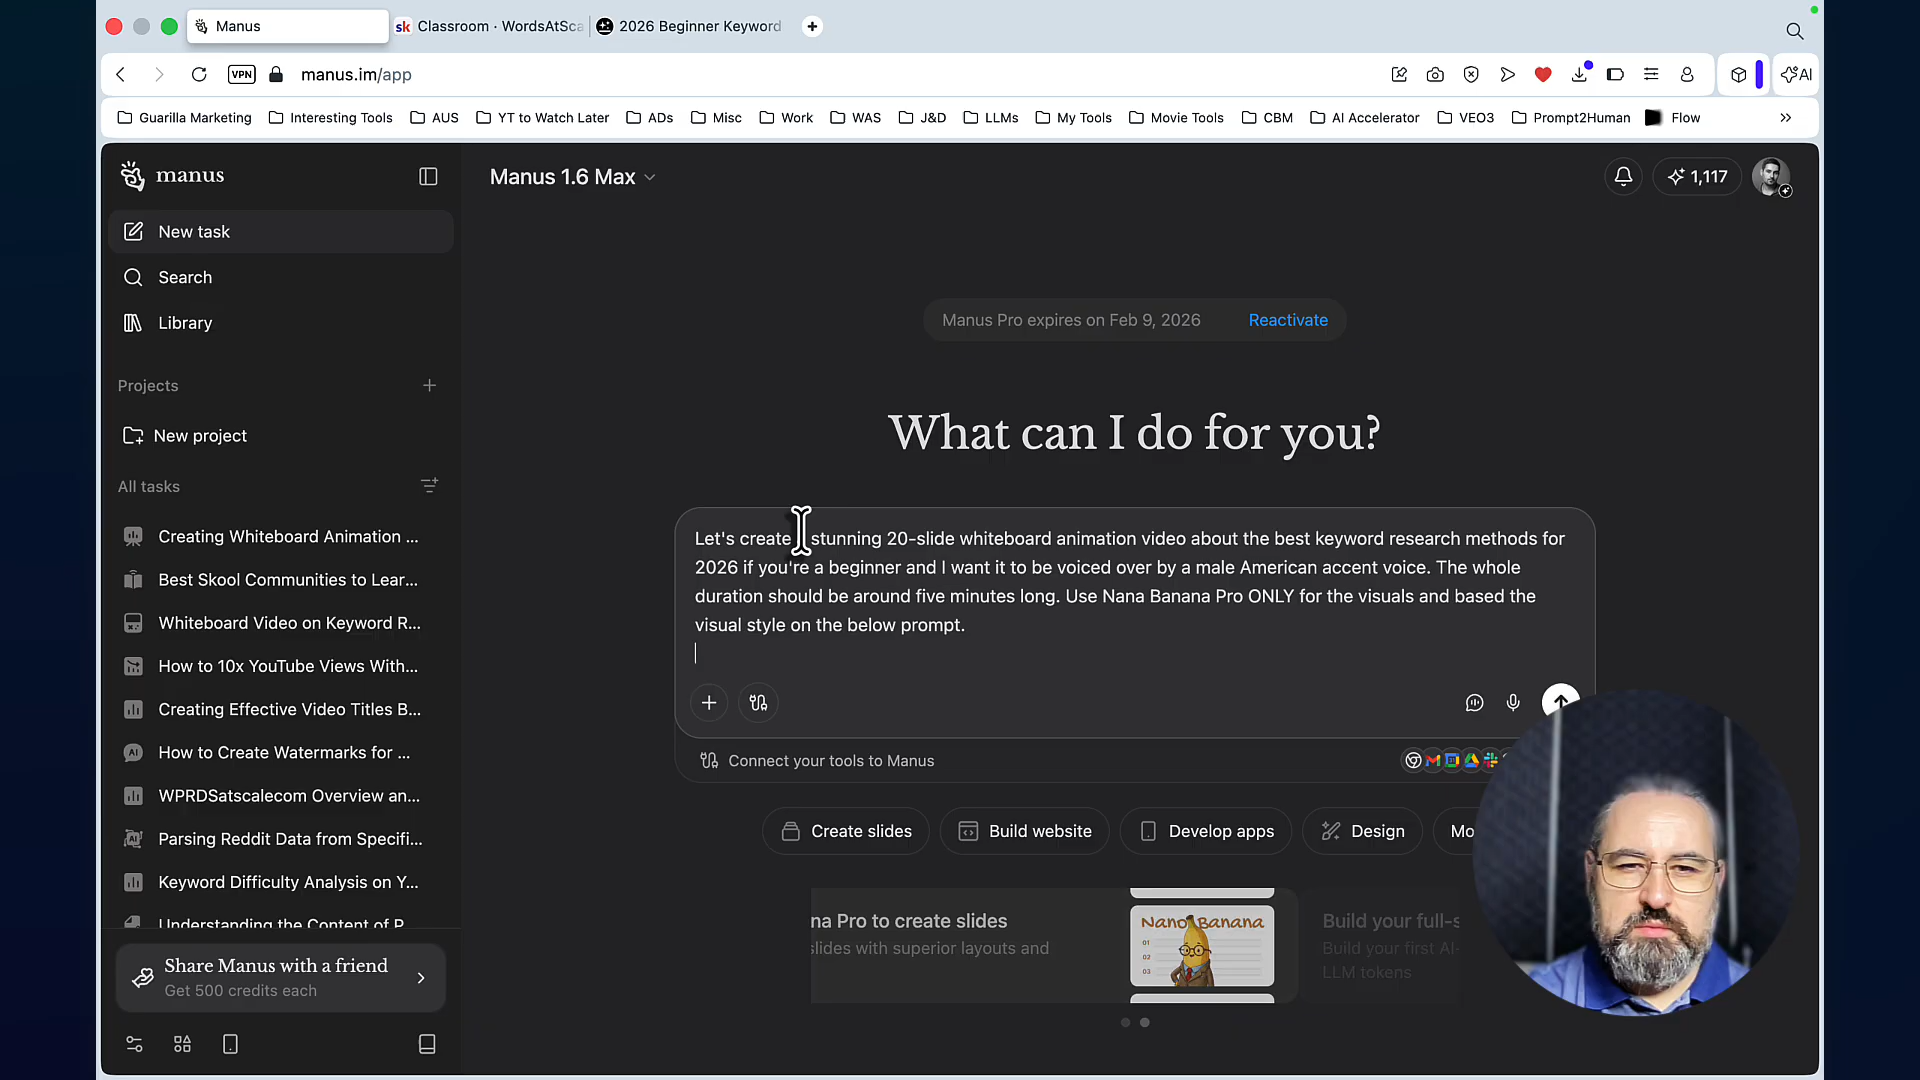 Manus
sk Classroom · WordsAtSca
2026 Beginner Keyword
VPN
manus.im/app
AI
Guarilla Marketing
Interesting Tools
AUS
YT to Watch Later
ADs
Misc
Work
WAS
J&D
LLMs
My Tools
Movie Tools
CBM
AI Accelerator
VEO3
Prompt2Human
Flow
manus
Manus 1.6 Max
1,117
New task
Search
Library
Manus Pro expires on Feb 9, 2026
Reactivate
Projects
New project
What can I do for you?
All tasks
Creating Whiteboard Animation ...
Best Skool Communities to Lear...
Whiteboard Video on Keyword R...
How to 10x YouTube Views With...
Creating Effective Video Titles B...
How to Create Watermarks for ...
WPRDSatscalecom Overview an...
Parsing Reddit Data from Specifi...
Keyword Difficulty Analysis on Y...
Understanding the Content of P
Let's create stunning 20-slide whiteboard animation video about the best keyword research methods for
2026 if you're a beginner and I want it to be voiced over by a male American accent voice. The whole
duration should be around five minutes long. Use Nana Banana Pro ONLY for the visuals and based the
visual style on the below prompt.
Connect your tools to Manus
Create slides
Build website
Develop apps
Design
Mo
na Pro to create slides
slides with superior layouts and
Nano Banana
01
02
03
Build your full-s
Build your first AI-
LLM tokens
Share Manus with a friend
Get 500 credits each